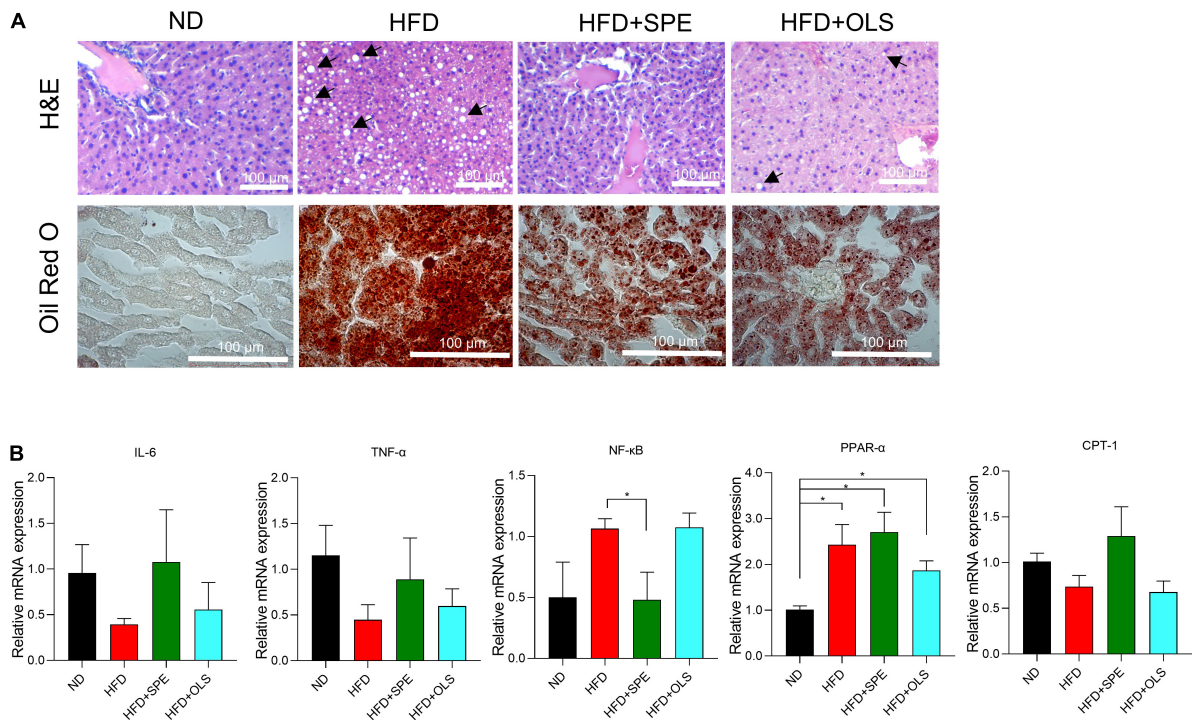 A
ND
HFD
HFD+SPE
HFD+OLS
H&E
100 μm
100 μm
100 μm
100 μm
Oil Red O
100 μm
100 μm
100 μm
100 μm
B
IL-6
Relative mRNA expression
2.0
1.5
1.0
0.5
0.0
ND
HFD
HFD+SPE
HFD+OLS
TNF-α
Relative mRNA expression
2.0
1.5
1.0
0.5
0.0
ND
HFD
HFD+SPE
HFD+OLS
NF-κB
Relative mRNA expression
1.5
1.0
0.5
0.0
*
ND
HFD
HFD+SPE
HFD+OLS
PPAR-α
Relative mRNA expression
4.0
3.0
2.0
1.0
0.0
*
*
*
ND
HFD
HFD+SPE
HFD+OLS
CPT-1
Relative mRNA expression
2.0
1.5
1.0
0.5
0.0
ND
HFD
HFD+SPE
HFD+OLS